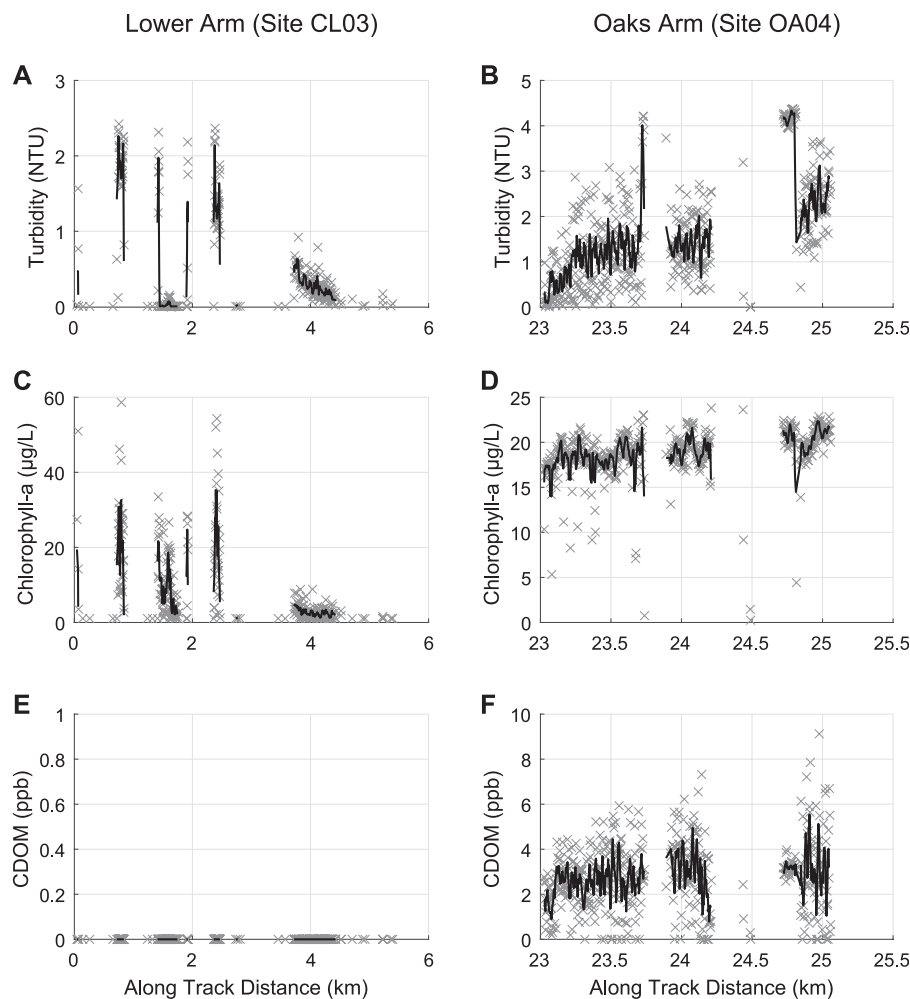 Lower Arm (Site CL03)
Oaks Arm (Site OA04)
A
Turbidity (NTU)
3
2
1
0
0 2 4 6
B
Turbidity (NTU)
5
4
3
2
1
0
23 23.5 24 24.5 25 25.5
C
Chlorophyll-a (µg/L)
60
40
20
0
0 2 4 6
D
Chlorophyll-a (µg/L)
25
20
15
10
5
0
23 23.5 24 24.5 25 25.5
E
CDOM (ppb)
1
0.8
0.6
0.4
0.2
0
0 2 4 6
Along Track Distance (km)
F
CDOM (ppb)
10
8
6
4
2
0
23 23.5 24 24.5 25 25.5
Along Track Distance (km)